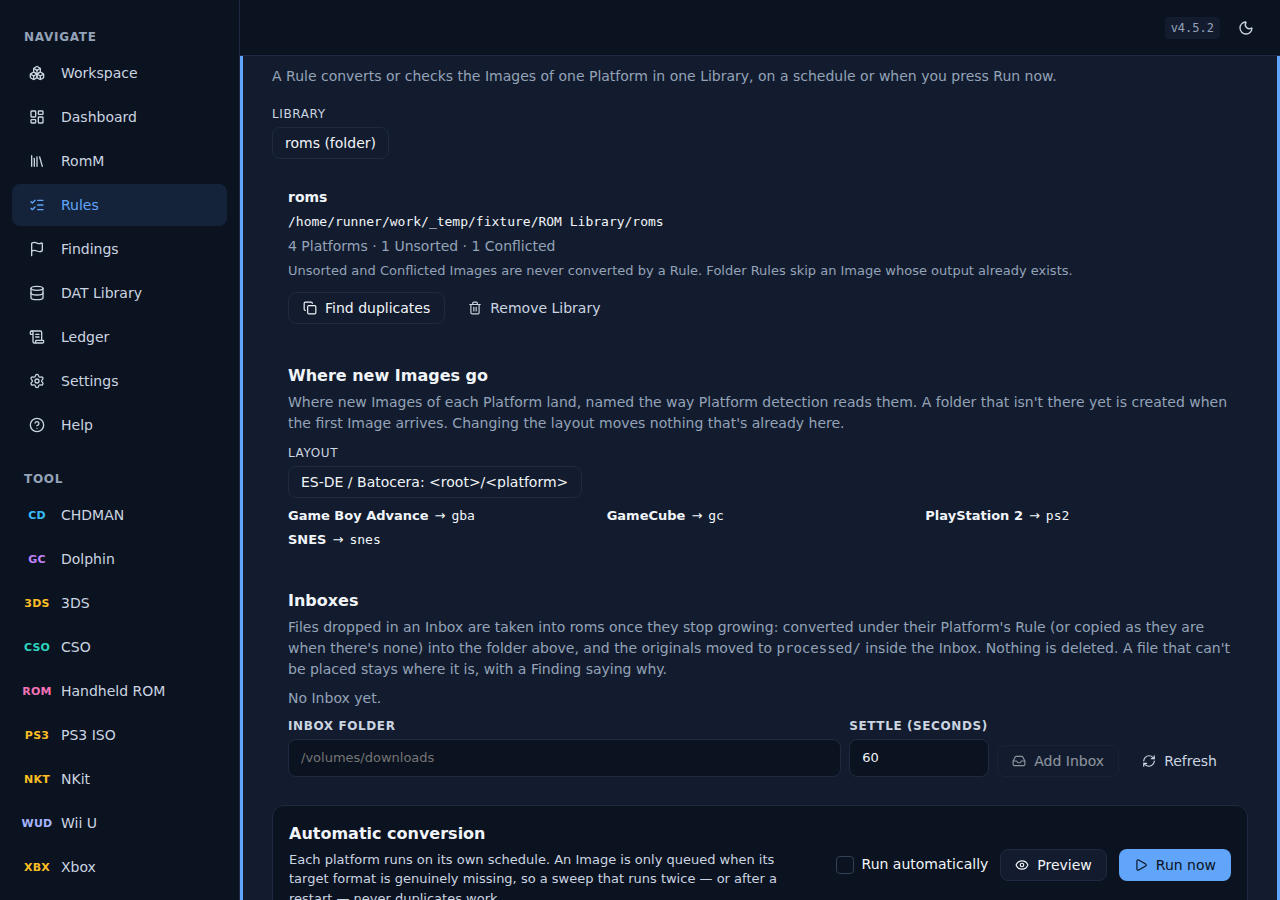 NAVIGATE
Workspace
Dashboard
RomM
Rules
Findings
DAT Library
Ledger
Settings
Help
TOOL
CD CHDMAN
GC Dolphin
3DS 3DS
CSO CSO
ROM Handheld ROM
PS3 PS3 ISO
NKT NKit
WUD Wii U
XBX Xbox
v4.5.2
A Rule converts or checks the Images of one Platform in one Library, on a schedule or when you press Run now.
LIBRARY
roms (folder)
roms
/home/runner/work/_temp/fixture/ROM Library/roms
4 Platforms · 1 Unsorted · 1 Conflicted
Unsorted and Conflicted Images are never converted by a Rule. Folder Rules skip an Image whose output already exists.
Find duplicates Remove Library
Where new Images go
Where new Images of each Platform land, named the way Platform detection reads them. A folder that isn't there yet is created when
the first Image arrives. Changing the layout moves nothing that's already here.
LAYOUT
ES-DE / Batocera: <root>/<platform>
Game Boy Advance → gba GameCube → gc PlayStation 2 → ps2
SNES → snes
Inboxes
Files dropped in an Inbox are taken into roms once they stop growing: converted under their Platform's Rule (or copied as they are
when there's none) into the folder above, and the originals moved to processed/ inside the Inbox. Nothing is deleted. A file that can't
be placed stays where it is, with a Finding saying why.
No Inbox yet.
INBOX FOLDER SETTLE (SECONDS)
/volumes/downloads 60 Add Inbox Refresh
Automatic conversion
Each platform runs on its own schedule. An Image is only queued when its
target format is genuinely missing, so a sweep that runs twice — or after a
restart — never duplicates work.
Run automatically Preview Run now